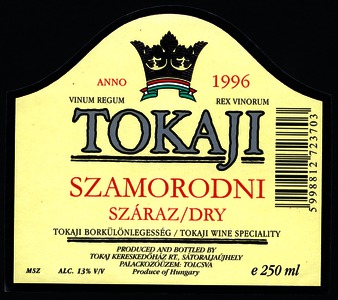 ANNO 1996
VINUM REGUM REX VINORUM
TOKAJI
SZAMORODNI
SZÁRAZ/DRY
TOKAJI BORKÜLÖNLEGESSÉG / TOKAJI WINE SPECIALITY
PRODUCED AND BOTTLED BY
TOKAJ KERESKEDŐHÁZ RT., SÁTORALJAÚJHELY
PALACKOZÓÜZEM: TOLCSVA
MSZ ALC. 13% V/V Produce of Hungary e 250 ml
5998812723703